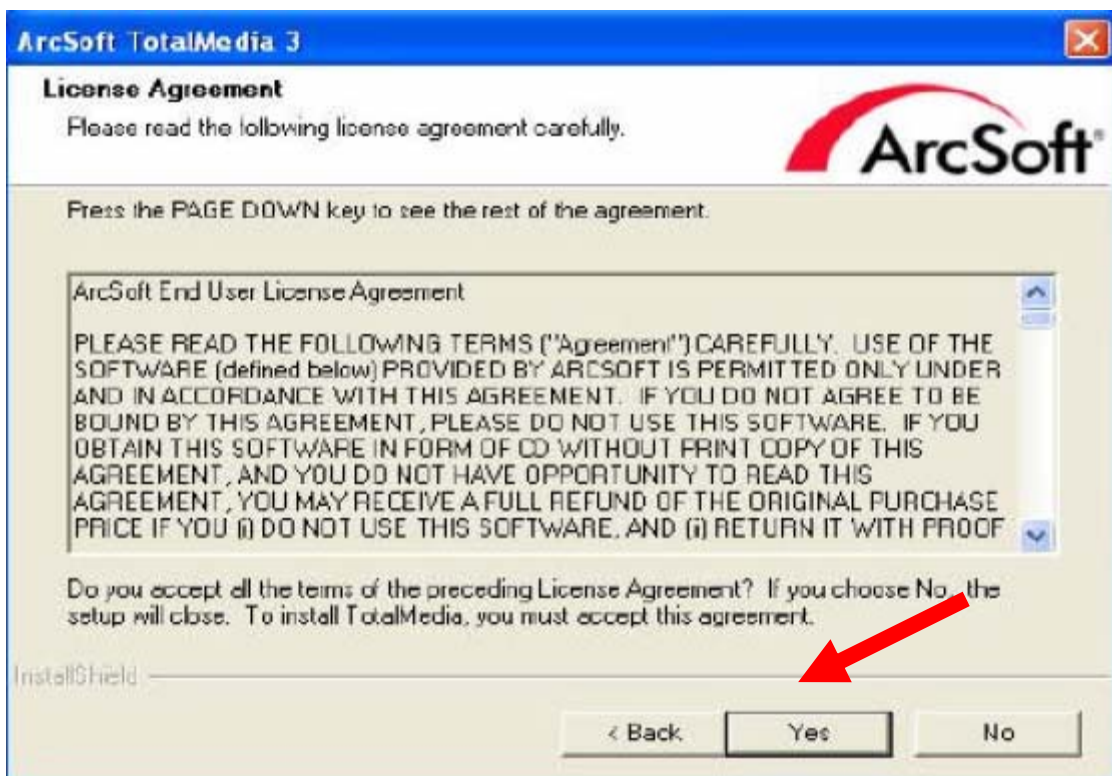 ArcSoft TotalMedia 3
License Agreement
Please read the following license agreement carefully.
ArcSoft
Press the PAGE DOWN key to see the rest of the agreement.
ArcSoft End User License Agreement
PLEASE READ THE FOLLOWING TERMS ("Agreement") CAREFULLY. USE OF THE
SOFTWARE (defined below) PROVIDED BY ARCSOFT IS PERMITTED ONLY UNDER
AND IN ACCORDANCE WITH THIS AGREEMENT. IF YOU DO NOT AGREE TO BE
BOUND BY THIS AGREEMENT, PLEASE DO NOT USE THIS SOFTWARE. IF YOU
OBTAIN THIS SOFTWARE IN FORM OF CD WITHOUT PRINT COPY OF THIS
AGREEMENT, AND YOU DO NOT HAVE OPPORTUNITY TO READ THIS
AGREEMENT, YOU MAY RECEIVE A FULL REFUND OF THE ORIGINAL PURCHASE
PRICE IF YOU (i) DO NOT USE THIS SOFTWARE, AND (ii) RETURN IT WITH PROOF
Do you accept all the terms of the preceding License Agreement? If you choose No, the
setup will close. To install TotalMedia, you must accept this agreement.
InstallShield
< Back Yes No